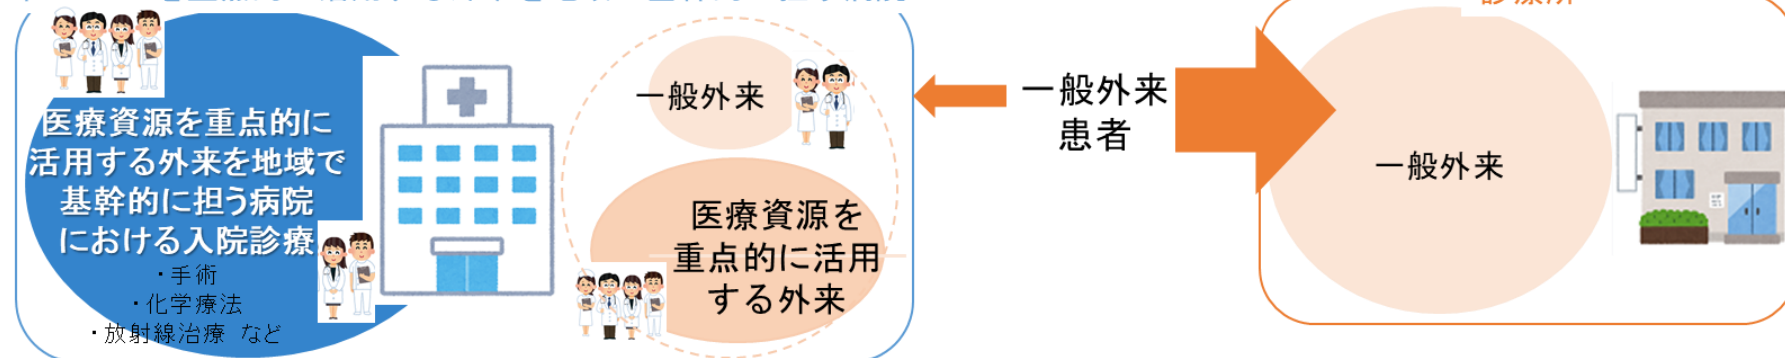 医療資源を重点的に
活用する外来を地域で
基幹的に担う病院
における入院診療
・手術
・化学療法
・放射線治療 など
一般外来
医療資源を
重点的に活用
する外来
一般外来
患者
一般外来